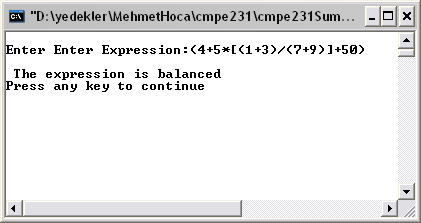 "D:\yedekler\MehmetHoca\cmpe231\cmpe231Sum...
Enter Enter Expression:(4+5*[(1+3)/(7+9)]+50)
The expression is balanced
Press any key to continue